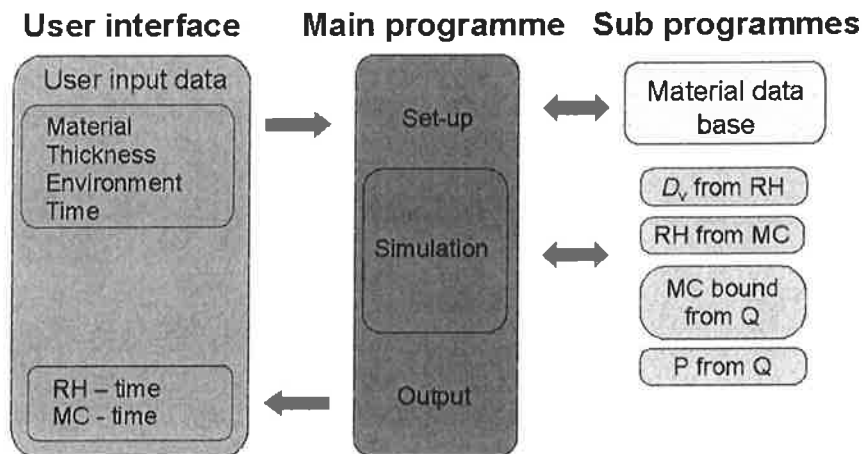 User interface
Main programme
Sub programmes
User input data
Material
Thickness
Environment
Time
RH – time
MC - time
Set-up
Simulation
Output
Material data
base
Dv from RH
RH from MC
MC bound
from Q
P from Q